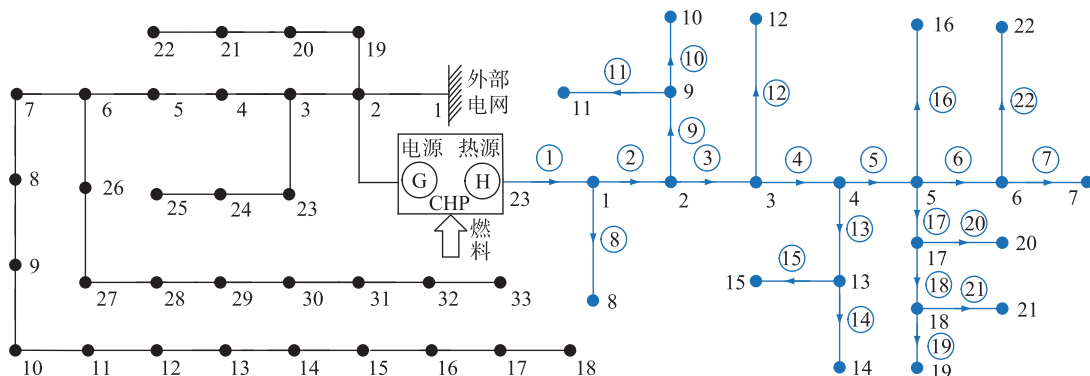 22 21 20 19
7 6 5 4 3 2 1
外部
电网
电源 热源
G H
CHP
燃料
8 26 25 24 23
9 27 28 29 30 31 32 33
10 11 12 13 14 15 16 17 18
10 12 16 22
⑪ ⑩
11 9 ⑫ ⑯ ㉒
① ② ⑨ ③ ④ ⑤ ⑥ ⑦
23 1 2 3 4 5 6 7
⑧ ⑬ ⑰ ⑳
⑮ 17 20
15 13 ⑱ ㉑
8 ⑭ 18 21
⑲
14 19